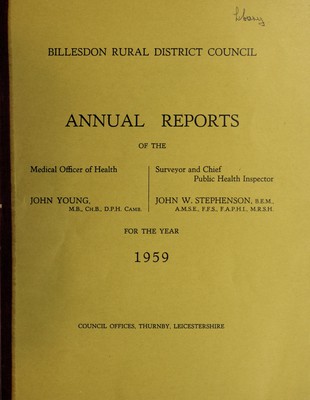 Library
BILLESDON RURAL DISTRICT COUNCIL
ANNUAL REPORTS
OF THE
Medical Officer of Health
JOHN YOUNG,
M.B., CH.B., D.P.H. CAMB.
Surveyor and Chief
Public Health Inspector
JOHN W. STEPHENSON, B.E.M.,
A.M.S.E., F.F.S., F.A.P.H.I., M.R.S.H.
FOR THE YEAR
1959
COUNCIL OFFICES, THURNBY, LEICESTERSHIRE